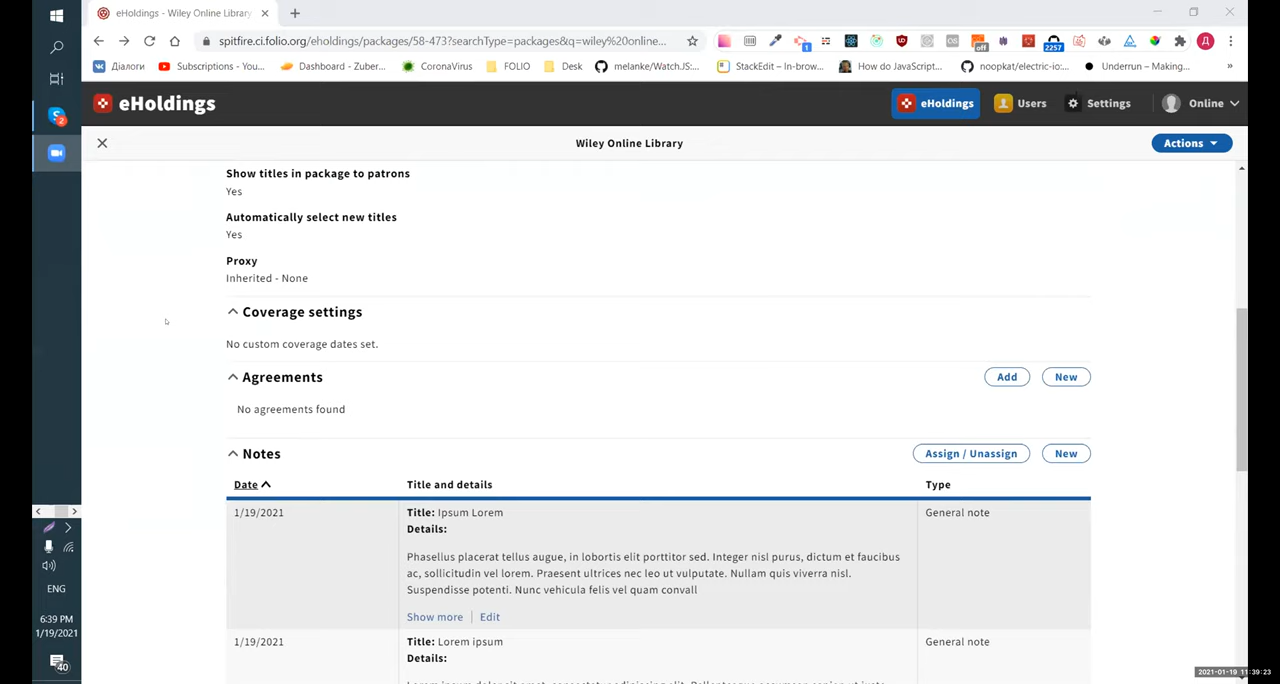 eHoldings - Wiley Online Library
spitfire.ci.folio.org/eholdings/packages/58-473?searchType=packages&q=wiley%20online...
off
1
2257
Д
Діалоги
Subscriptions - You...
Dashboard - Zuber...
CoronaVirus
FOLIO
Desk
melanke/Watch.JS:...
StackEdit – In-brow...
How do JavaScript...
noopkat/electric-io:...
Underrun – Making...
»
eHoldings
eHoldings
Users
Settings
Online
Wiley Online Library
Actions
Show titles in package to patrons
Yes
Automatically select new titles
Yes
Proxy
Inherited - None
Coverage settings
No custom coverage dates set.
Agreements
Add
New
No agreements found
Notes
Assign / Unassign
New
Date
Title and details
Type
1/19/2021
Title: Ipsum Lorem
General note
Details:
Phasellus placerat tellus augue, in lobortis elit porttitor sed. Integer nisl purus, dictum et faucibus
ac, sollicitudin vel lorem. Praesent ultrices nec leo ut vulputate. Nullam quis viverra nisl.
Suspendisse potenti. Nunc vehicula felis vel quam convall
Show more | Edit
1/19/2021
Title: Lorem ipsum
General note
Details:
2
ENG
6:39 PM
1/19/2021
40
2021-01-19 11:39:23